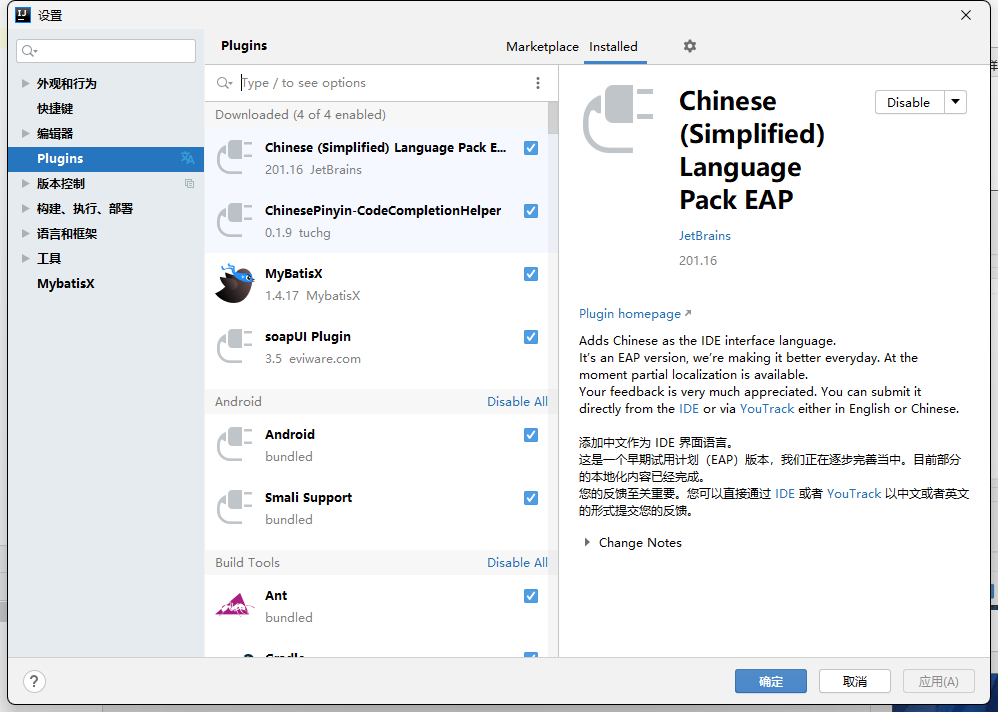 设置
外观和行为
快捷键
编辑器
Plugins
版本控制
构建、执行、部署
语言和框架
工具
MybatisX
Plugins
Marketplace
Installed
Type / to see options
Downloaded (4 of 4 enabled)
Chinese (Simplified) Language Pack E...
201.16 JetBrains
ChinesePinyin-CodeCompletionHelper
0.1.9 tuchg
MyBatisX
1.4.17 MybatisX
soapUI Plugin
3.5 eviware.com
Android
Disable All
Android
bundled
Smali Support
bundled
Build Tools
Disable All
Ant
bundled
Gradle
Chinese
(Simplified)
Language
Pack EAP
Disable
JetBrains
201.16
Plugin homepage
Adds Chinese as the IDE interface language.
It's an EAP version, we're making it better everyday. At the
moment partial localization is available.
Your feedback is very much appreciated. You can submit it
directly from the IDE or via YouTrack either in English or Chinese.
添加中文作为 IDE 界面语言。
这是一个早期试用计划（EAP）版本，我们正在逐步完善当中。目前部分
的本地化内容已经完成。
您的反馈至关重要。您可以直接通过 IDE 或者 YouTrack 以中文或者英文
的形式提交您的反馈。
Change Notes
?
确定
取消
应用(A)